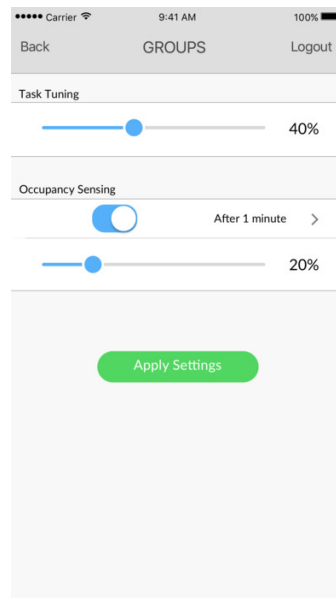 Carrier 9:41 AM 100%
Back GROUPS Logout
Task Tuning
40%
Occupancy Sensing
After 1 minute
20%
Apply Settings